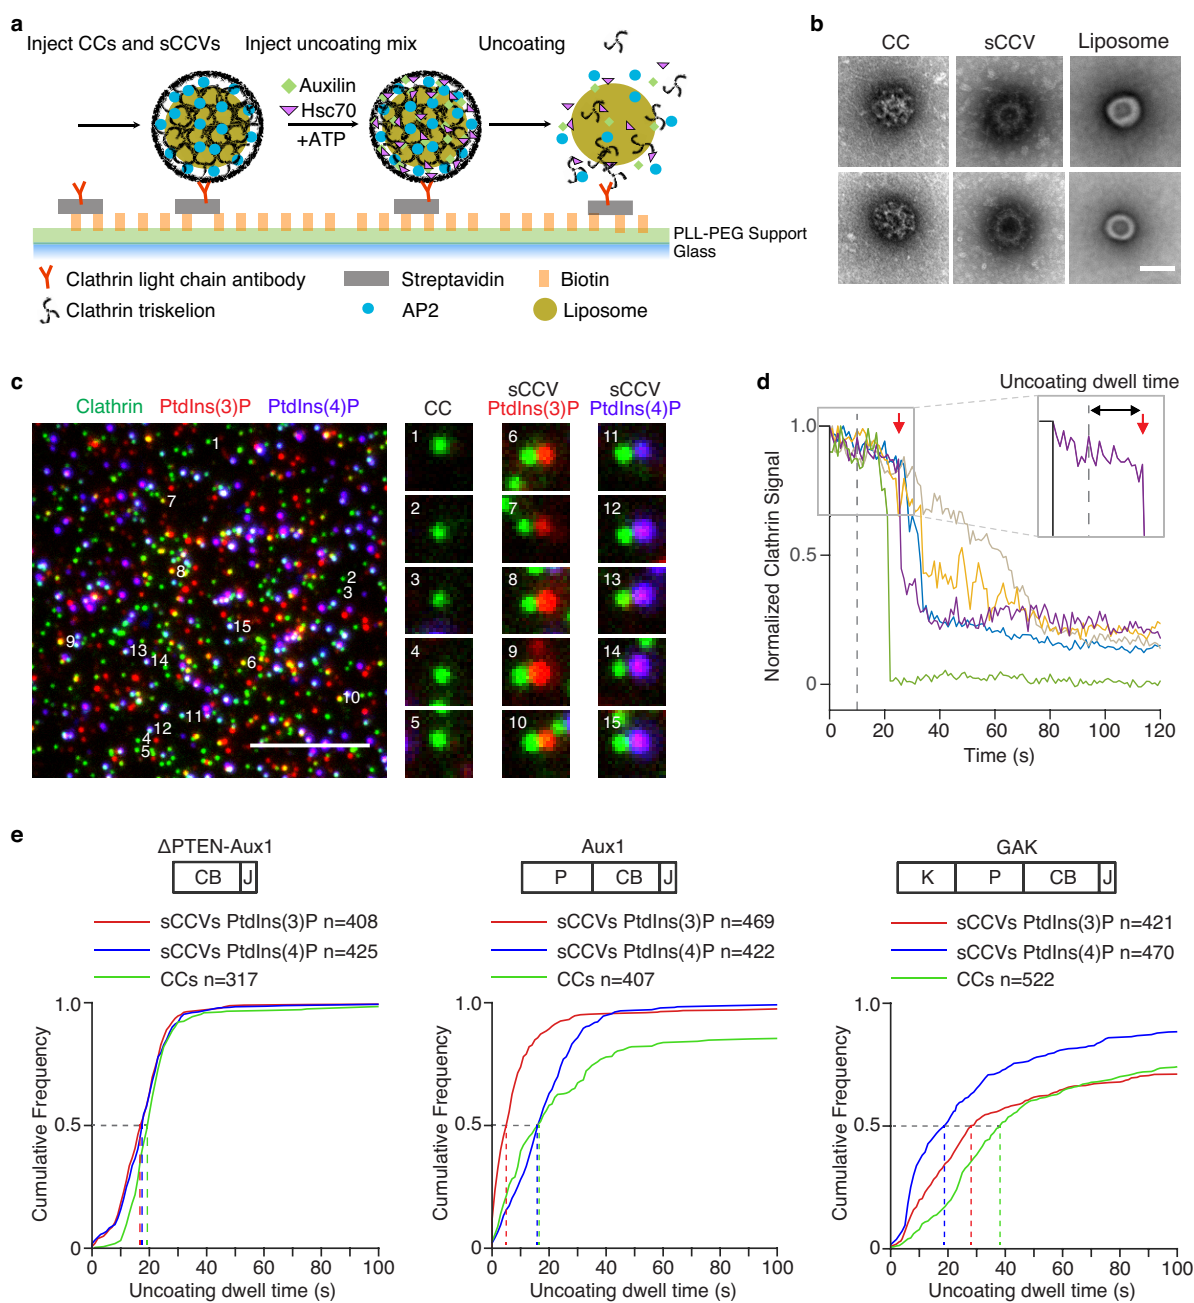 a
Inject CCs and sCCVs
Inject uncoating mix
Uncoating
Auxilin
Hsc70
+ATP
PLL-PEG Support
Glass
Clathrin light chain antibody
Streptavidin
Biotin
Clathrin triskelion
AP2
Liposome
b
CC
sCCV
Liposome
c
Clathrin
PtdIns(3)P
PtdIns(4)P
CC
sCCV
PtdIns(3)P
sCCV
PtdIns(4)P
1
7
8
2
3
15
9
13
14
6
10
11
12
4
5
1
6
11
2
7
12
3
8
13
4
9
14
5
10
15
d
Uncoating dwell time
Normalized Clathrin Signal
1.0
0.5
0
0 20 40 60 80 100 120
Time (s)
e
ΔPTEN-Aux1
CB J
sCCVs PtdIns(3)P n=408
sCCVs PtdIns(4)P n=425
CCs n=317
Cumulative Frequency
1.0
0.5
0
0 20 40 60 80 100
Uncoating dwell time (s)
Aux1
P CB J
sCCVs PtdIns(3)P n=469
sCCVs PtdIns(4)P n=422
CCs n=407
Cumulative Frequency
1.0
0.5
0
0 20 40 60 80 100
Uncoating dwell time (s)
GAK
K P CB J
sCCVs PtdIns(3)P n=421
sCCVs PtdIns(4)P n=470
CCs n=522
Cumulative Frequency
1.0
0.5
0
0 20 40 60 80 100
Uncoating dwell time (s)